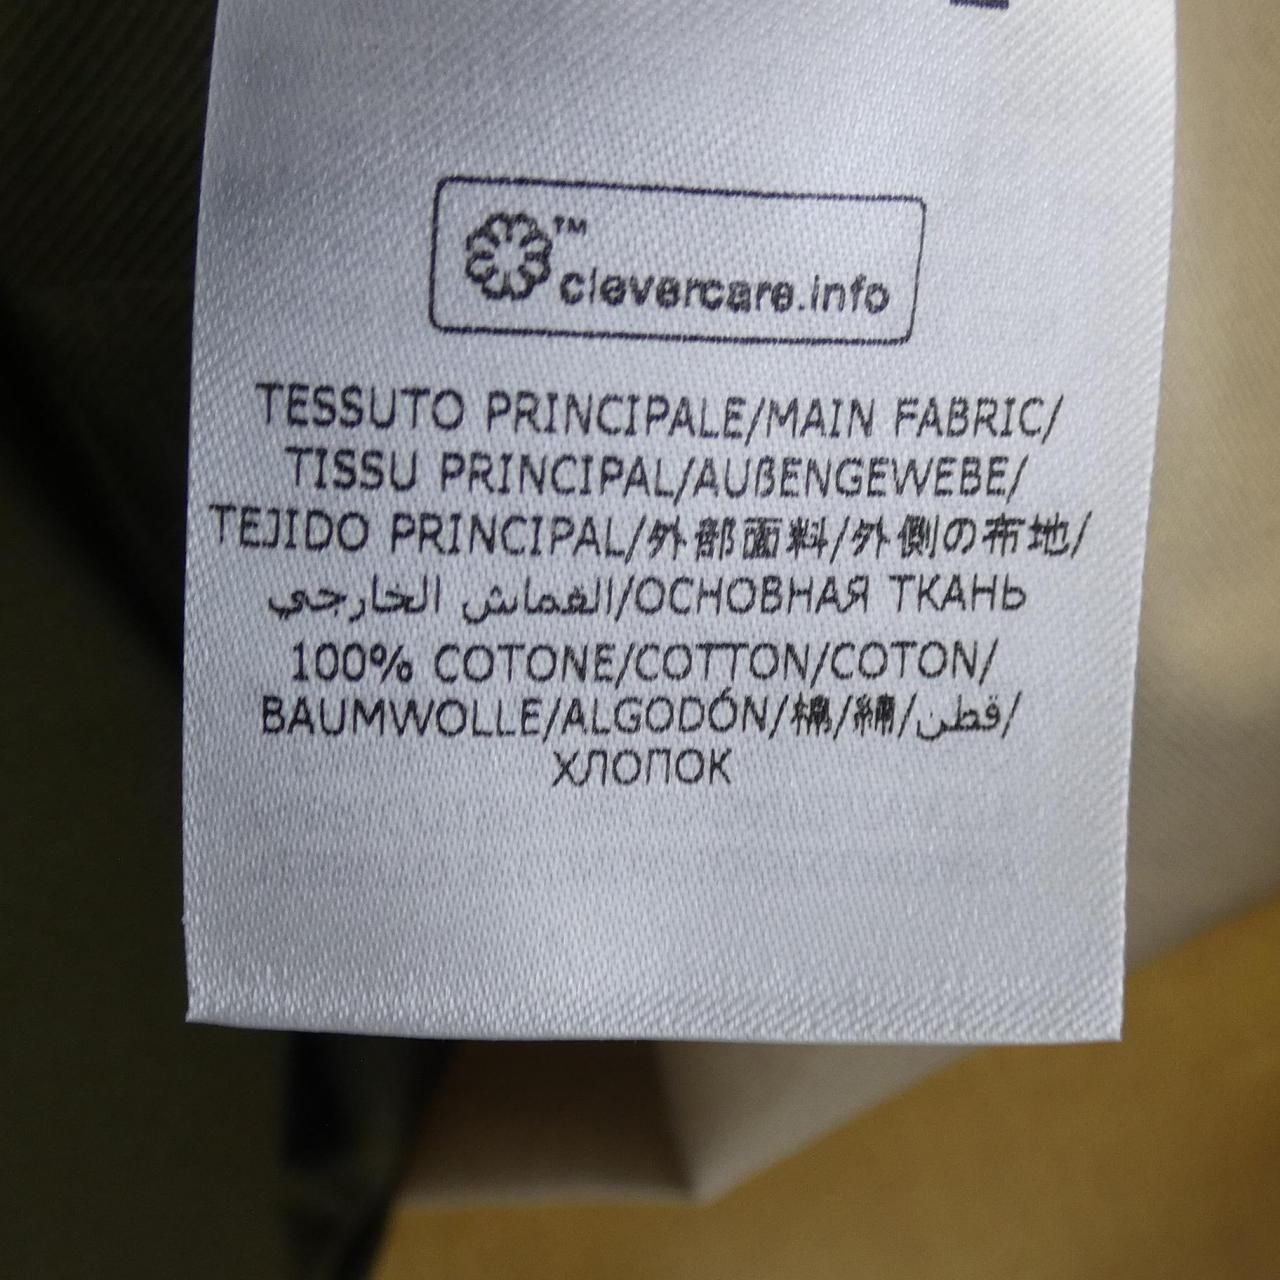 ™
clevercare.info
TESSUTO PRINCIPALE/MAIN FABRIC/
TISSU PRINCIPAL/AUßENGEWEBE/
TEJIDO PRINCIPAL/外部面料/外側の布地/
القماش الخارجي/ОСНОВНАЯ ТКАНЬ
100% COTONE/COTTON/COTON/
BAUMWOLLE/ALGODÓN/棉/綿/قطن/
ХЛОПОК